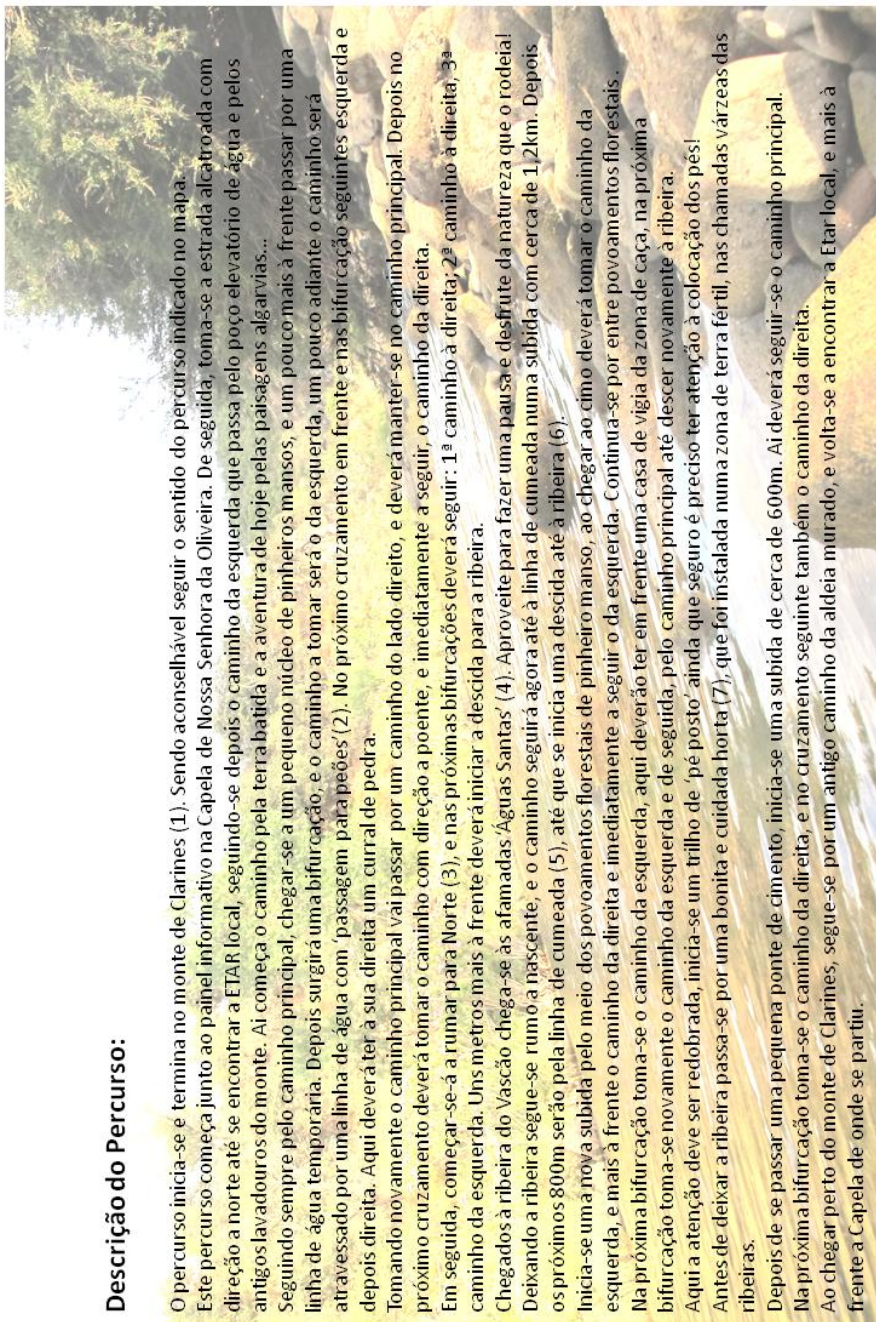 Descrição do Percurso:
O percurso inicia-se e termina no monte de Clarines (1). Sendo aconselhável seguir o sentido do percurso indicado no mapa.
Este percurso começa junto ao painel informativo na Capela de Nossa Senhora da Oliveira. De seguida, toma-se a estrada alcatroada com
direção a norte até se encontrar a ETAR local, seguindo-se depois o caminho da esquerda que passa pelo poço elevatório de água e pelos
antigos lavadouros do monte. Ai começa o caminho pela terra batida e a aventura de hoje pelas paisagens algarvias...
Seguindo sempre pelo caminho principal, chegar-se a um pequeno núcleo de pinheiros mansos, e um pouco mais à frente passar por uma
linha de água temporária. Depois surgirá uma bifurcação, e o caminho a tomar será o da esquerda, um pouco adiante o caminho será
atravessado por uma linha de água com 'passagem para peões'(2). No próximo cruzamento em frente e nas bifurcação seguintes esquerda e
depois direita. Aqui deverá ter à sua direita um curral de pedra.
Tomando novamente o caminho principal vai passar por um caminho do lado direito, e deverá manter-se no caminho principal. Depois no
próximo cruzamento deverá tomar o caminho com direção a poente, e imediatamente a seguir, o caminho da direita.
Em seguida, começar-se-á a rumar para Norte (3), e nas próximas bifurcações deverá seguir: 1ª caminho à direita; 2ª caminho à direita, 3ª
caminho da esquerda. Uns metros mais à frente deverá iniciar a descida para a ribeira.
Chegados à ribeira do Vascão chega-se às afamadas 'Águas Santas' (4). Aproveite para fazer uma pausa e desfrute da natureza que o rodeia!
Deixando a ribeira segue-se rumo a nascente, e o caminho seguirá agora até à linha de cumeada numa subida com cerca de 1,2km. Depois
os próximos 800m serão pela linha de cumeada (5), até que se inicia uma descida até à ribeira (6).
Inicia-se uma nova subida pelo meio dos povoamentos florestais de pinheiro manso, ao chegar ao cimo deverá tomar o caminho da
esquerda, e mais à frente o caminho da direita e imediatamente a seguir o da esquerda. Continua-se por entre povoamentos florestais.
Na próxima bifurcação toma-se o caminho da esquerda, aqui deverão ter em frente uma casa de vigia da zona de caça, na próxima
bifurcação toma-se novamente o caminho da esquerda e de seguida, pelo caminho principal até descer novamente à ribeira.
Aqui a atenção deve ser redobrada, inicia-se um trilho de 'pé posto' ainda que seguro é preciso ter atenção à colocação dos pés!
Antes de deixar a ribeira passa-se por uma bonita e cuidada horta (7), que foi instalada numa zona de terra fértil, nas chamadas várzeas das
ribeiras.
Depois de se passar uma pequena ponte de cimento, inicia-se uma subida de cerca de 600m. Ai deverá seguir-se o caminho principal.
Na próxima bifurcação toma-se o caminho da direita, e no cruzamento seguinte também o caminho da direita.
Ao chegar perto do monte de Clarines, segue-se por um antigo caminho da aldeia murado, e volta-se a encontrar a Etar local, e mais à
frente a Capela de onde se partiu.